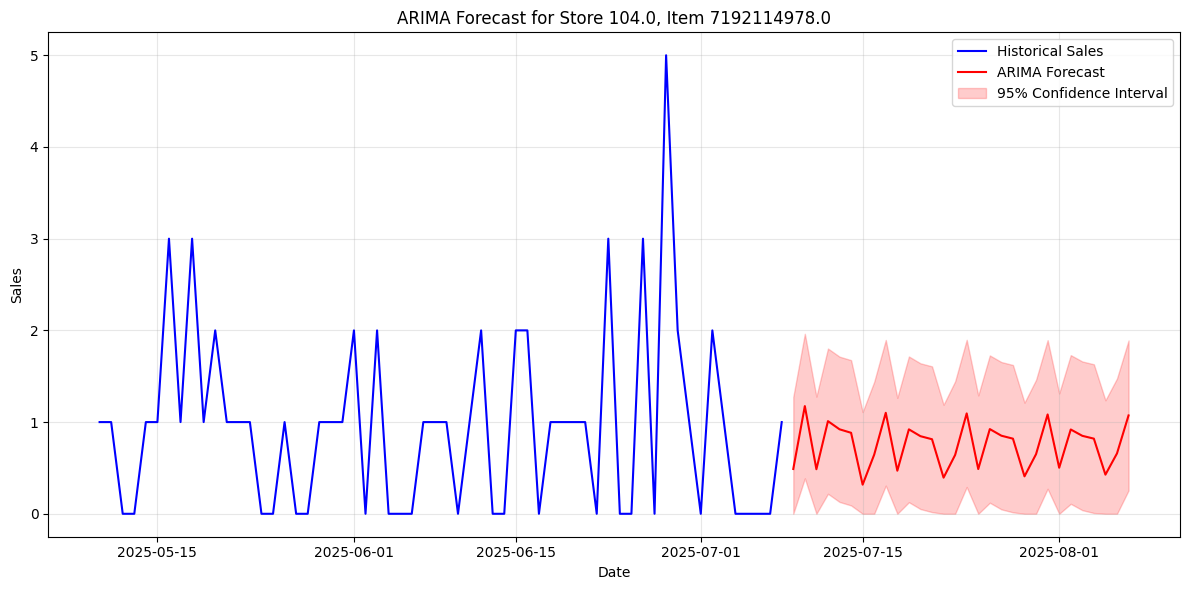 ARIMA Forecast for Store 104.0, Item 7192114978.0
Historical Sales
ARIMA Forecast
95% Confidence Interval
Sales
5
4
3
2
1
0
2025-05-15
2025-06-01
2025-06-15
2025-07-01
2025-07-15
2025-08-01
Date